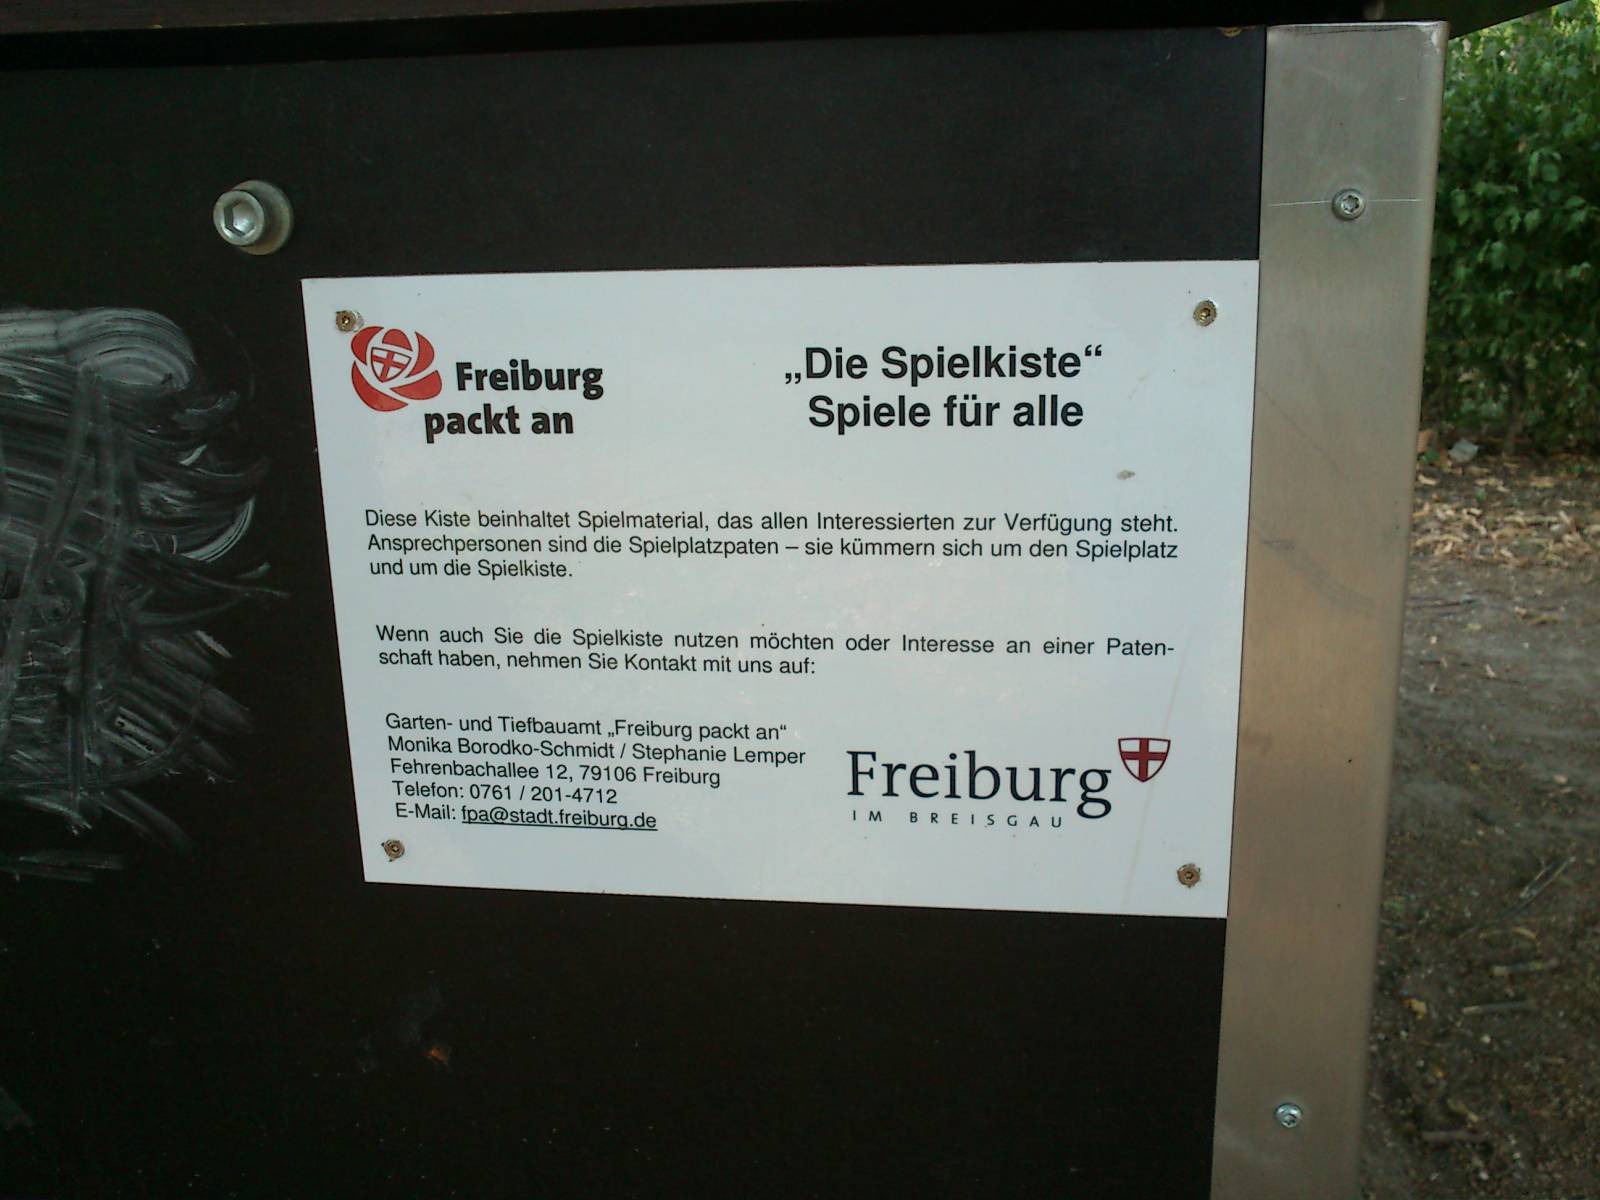 Freiburg
packt an
„Die Spielkiste“
Spiele für alle
Diese Kiste beinhaltet Spielmaterial, das allen Interessierten zur Verfügung steht.
Ansprechpersonen sind die Spielplatzpaten – sie kümmern sich um den Spielplatz
und um die Spielkiste.
Wenn auch Sie die Spielkiste nutzen möchten oder Interesse an einer Paten-
schaft haben, nehmen Sie Kontakt mit uns auf:
Garten- und Tiefbauamt „Freiburg packt an“
Monika Borodko-Schmidt / Stephanie Lemper
Fehrenbachallee 12, 79106 Freiburg
Telefon: 0761 / 201-4712
E-Mail: fpa@stadt.freiburg.de
Freiburg
IM BREISGAU